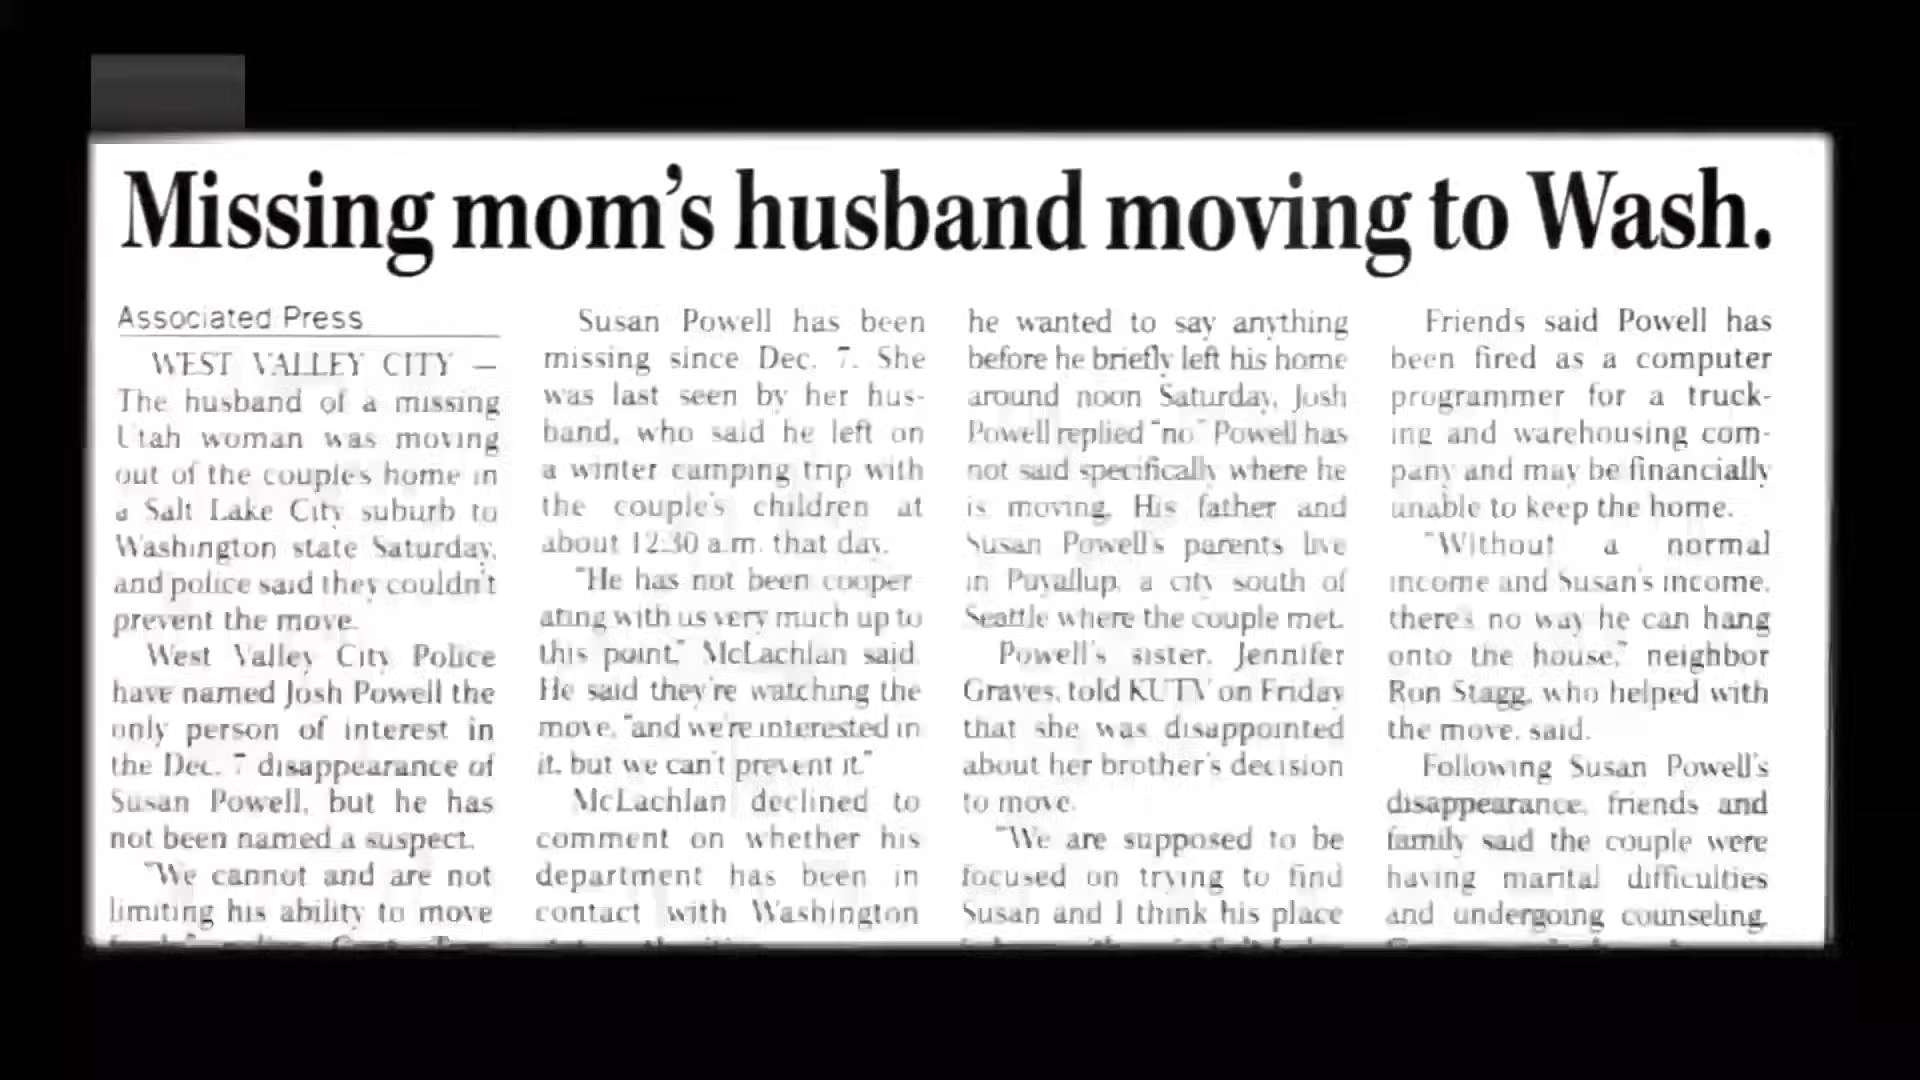 Missing mom's husband moving to Wash.
Associated Press
WEST VALLEY CITY —
The husband of a missing
Utah woman was moving
out of the couple's home in
a Salt Lake City suburb to
Washington state Saturday,
and police said they couldn't
prevent the move.
West Valley City Police
have named Josh Powell the
only person of interest in
the Dec. 7 disappearance of
Susan Powell, but he has
not been named a suspect.
"We cannot and are not
limiting his ability to move
Susan Powell has been
missing since Dec. 7. She
was last seen by her hus-
band, who said he left on
a winter camping trip with
the couple's children at
about 12:30 a.m. that day.
"He has not been cooper-
ating with us very much up to
this point," McLachlan said.
He said they're watching the
move, "and we're interested in
it, but we can't prevent it."
McLachlan declined to
comment on whether his
department has been in
contact with Washington
he wanted to say anything
before he briefly left his home
around noon Saturday, Josh
Powell replied "no." Powell has
not said specifically where he
is moving. His father and
Susan Powell's parents live
in Puyallup, a city south of
Seattle where the couple met.
Powell's sister, Jennifer
Graves, told KUTV on Friday
that she was disappointed
about her brother's decision
to move.
"We are supposed to be
focused on trying to find
Susan and I think his place
Friends said Powell has
been fired as a computer
programmer for a truck-
ing and warehousing com-
pany and may be financially
unable to keep the home.
"Without a normal
income and Susan's income,
there's no way he can hang
onto the house," neighbor
Ron Stagg, who helped with
the move, said.
Following Susan Powell's
disappearance, friends and
family said the couple were
having marital difficulties
and undergoing counseling.